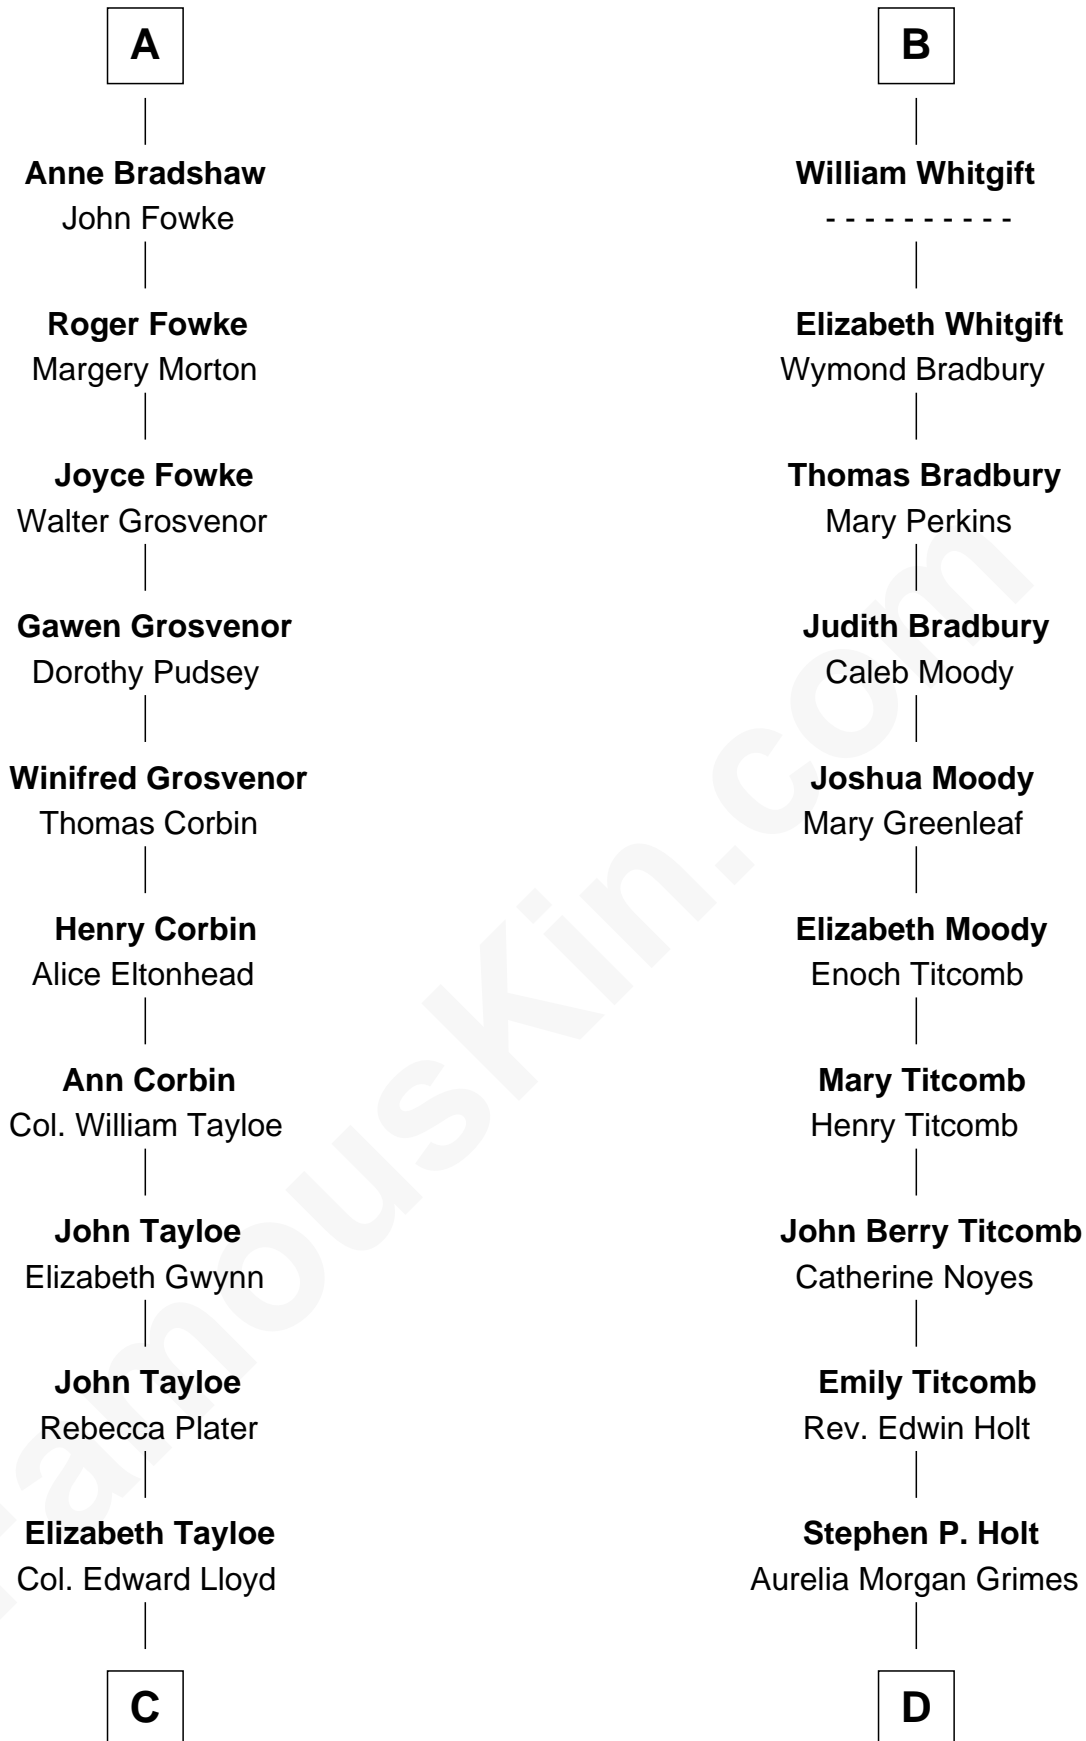 A
Anne Bradshaw
John Fowke
Roger Fowke
Margery Morton
Joyce Fowke
Walter Grosvenor
Gawen Grosvenor
Dorothy Pudsey
Winifred Grosvenor
Thomas Corbin
Henry Corbin
Alice Eltonhead
Ann Corbin
Col. William Tayloe
John Tayloe
Elizabeth Gwynn
John Tayloe
Rebecca Plater
Elizabeth Tayloe
Col. Edward Lloyd
C
B
William Whitgift
- - - - - - - - - -
Elizabeth Whitgift
Wymond Bradbury
Thomas Bradbury
Mary Perkins
Judith Bradbury
Caleb Moody
Joshua Moody
Mary Greenleaf
Elizabeth Moody
Enoch Titcomb
Mary Titcomb
Henry Titcomb
John Berry Titcomb
Catherine Noyes
Emily Titcomb
Rev. Edwin Holt
Stephen P. Holt
Aurelia Morgan Grimes
D
FamousKin.com